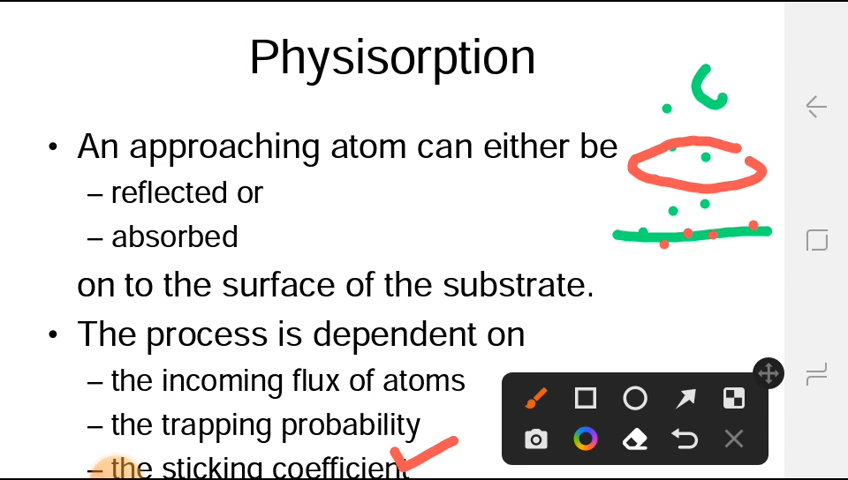 Physisorption
• An approaching atom can either be
– reflected or
– absorbed
on to the surface of the substrate.
• The process is dependent on
– the incoming flux of atoms
– the trapping probability
– the sticking coefficient